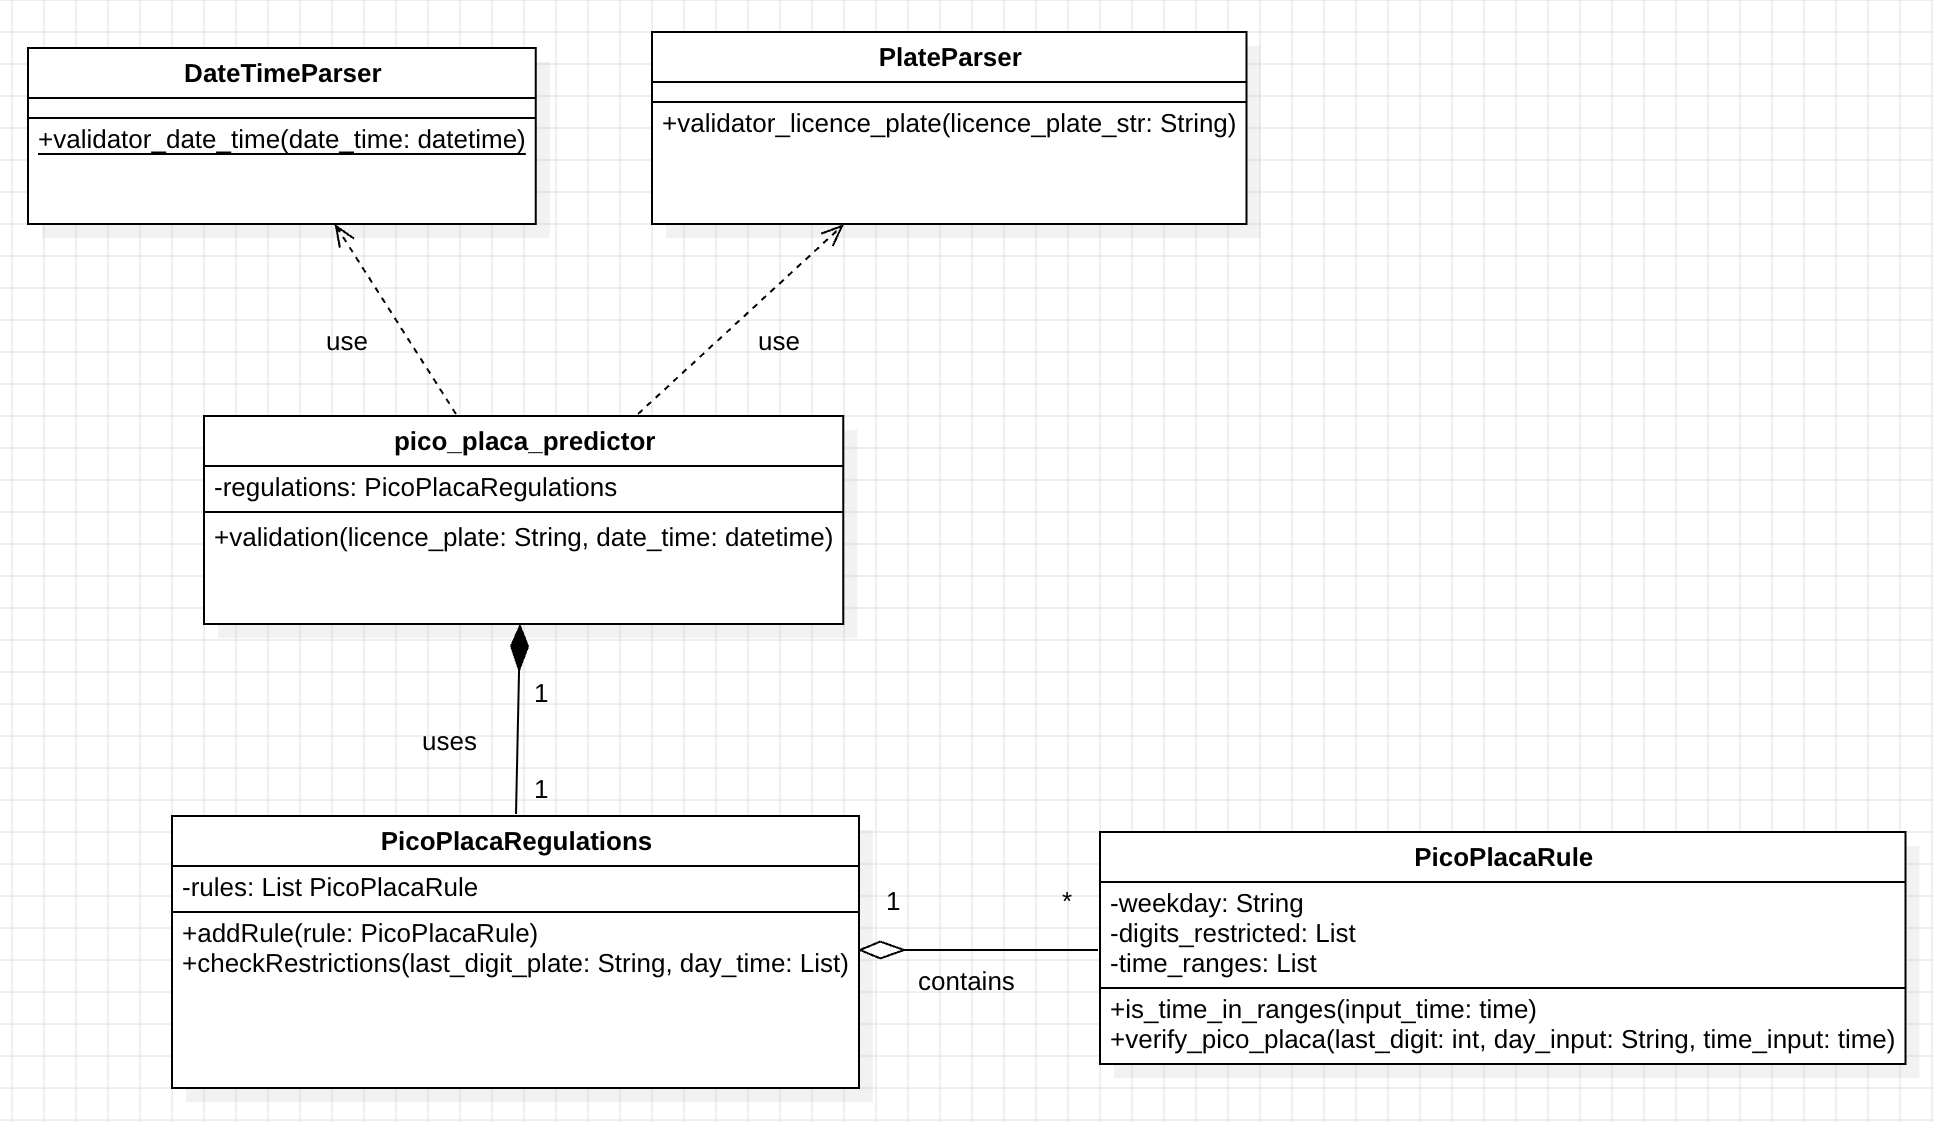 DateTimeParser
+validator_date_time(date_time: datetime)
PlateParser
+validator_licence_plate(licence_plate_str: String)
use
use
pico_placa_predictor
-regulations: PicoPlacaRegulations
+validation(licence_plate: String, date_time: datetime)
1
uses
1
PicoPlacaRegulations
-rules: List PicoPlacaRule
+addRule(rule: PicoPlacaRule)
+checkRestrictions(last_digit_plate: String, day_time: List)
1
*
contains
PicoPlacaRule
-weekday: String
-digits_restricted: List
-time_ranges: List
+is_time_in_ranges(input_time: time)
+verify_pico_placa(last_digit: int, day_input: String, time_input: time)